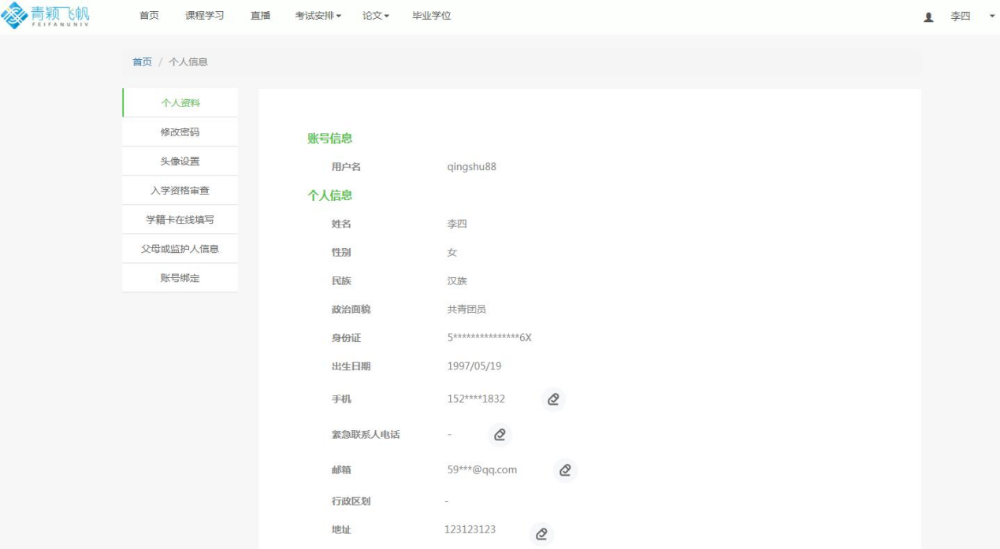 青颖飞帆
FEIFANUNIV
首页 课程学习 直播 考试安排 论文 毕业学位 李四
首页 / 个人信息
个人资料
修改密码
头像设置
入学资格审查
学籍卡在线填写
父母或监护人信息
账号绑定
账号信息
用户名 qingshu88
个人信息
姓名 李四
性别 女
民族 汉族
政治面貌 共青团员
身份证 5***************6X
出生日期 1997/05/19
手机 152****1832
紧急联系人电话 -
邮箱 59***@qq.com
行政区划 -
地址 123123123